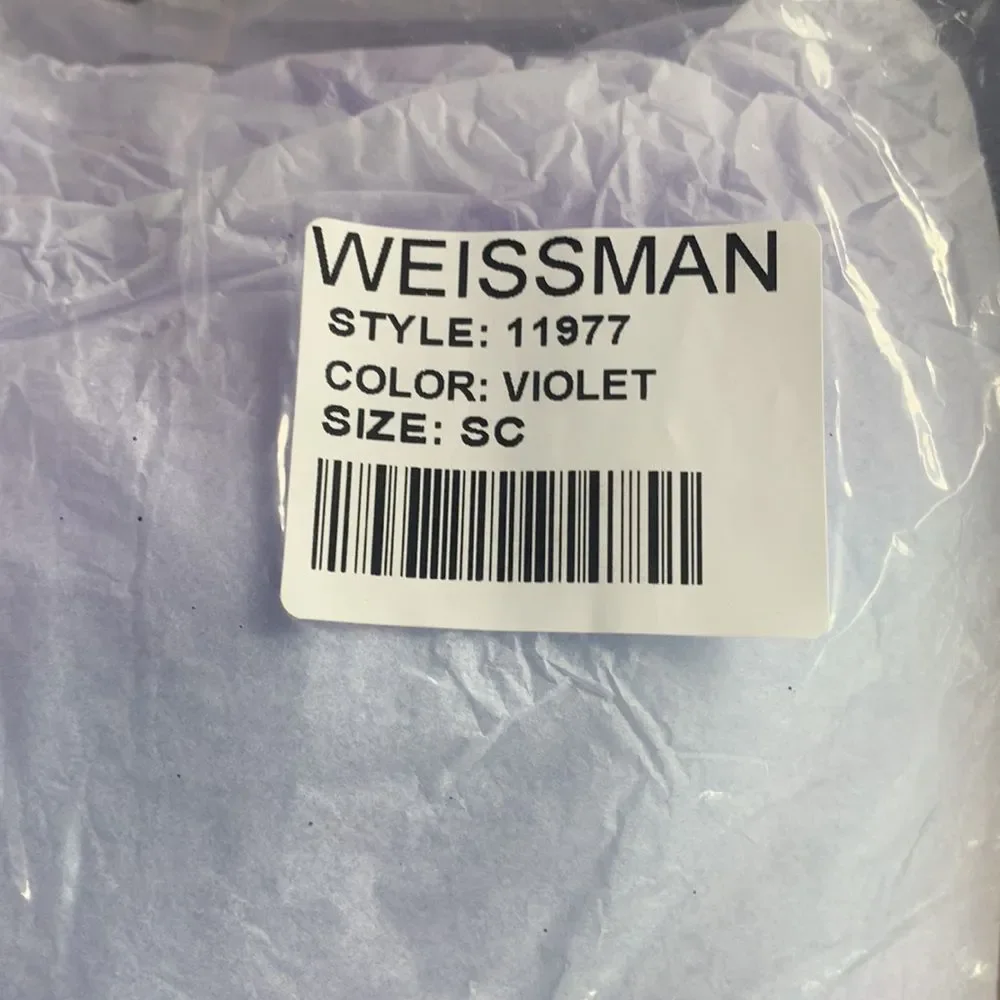 WEISSMAN
STYLE: 11977
COLOR: VIOLET
SIZE: SC